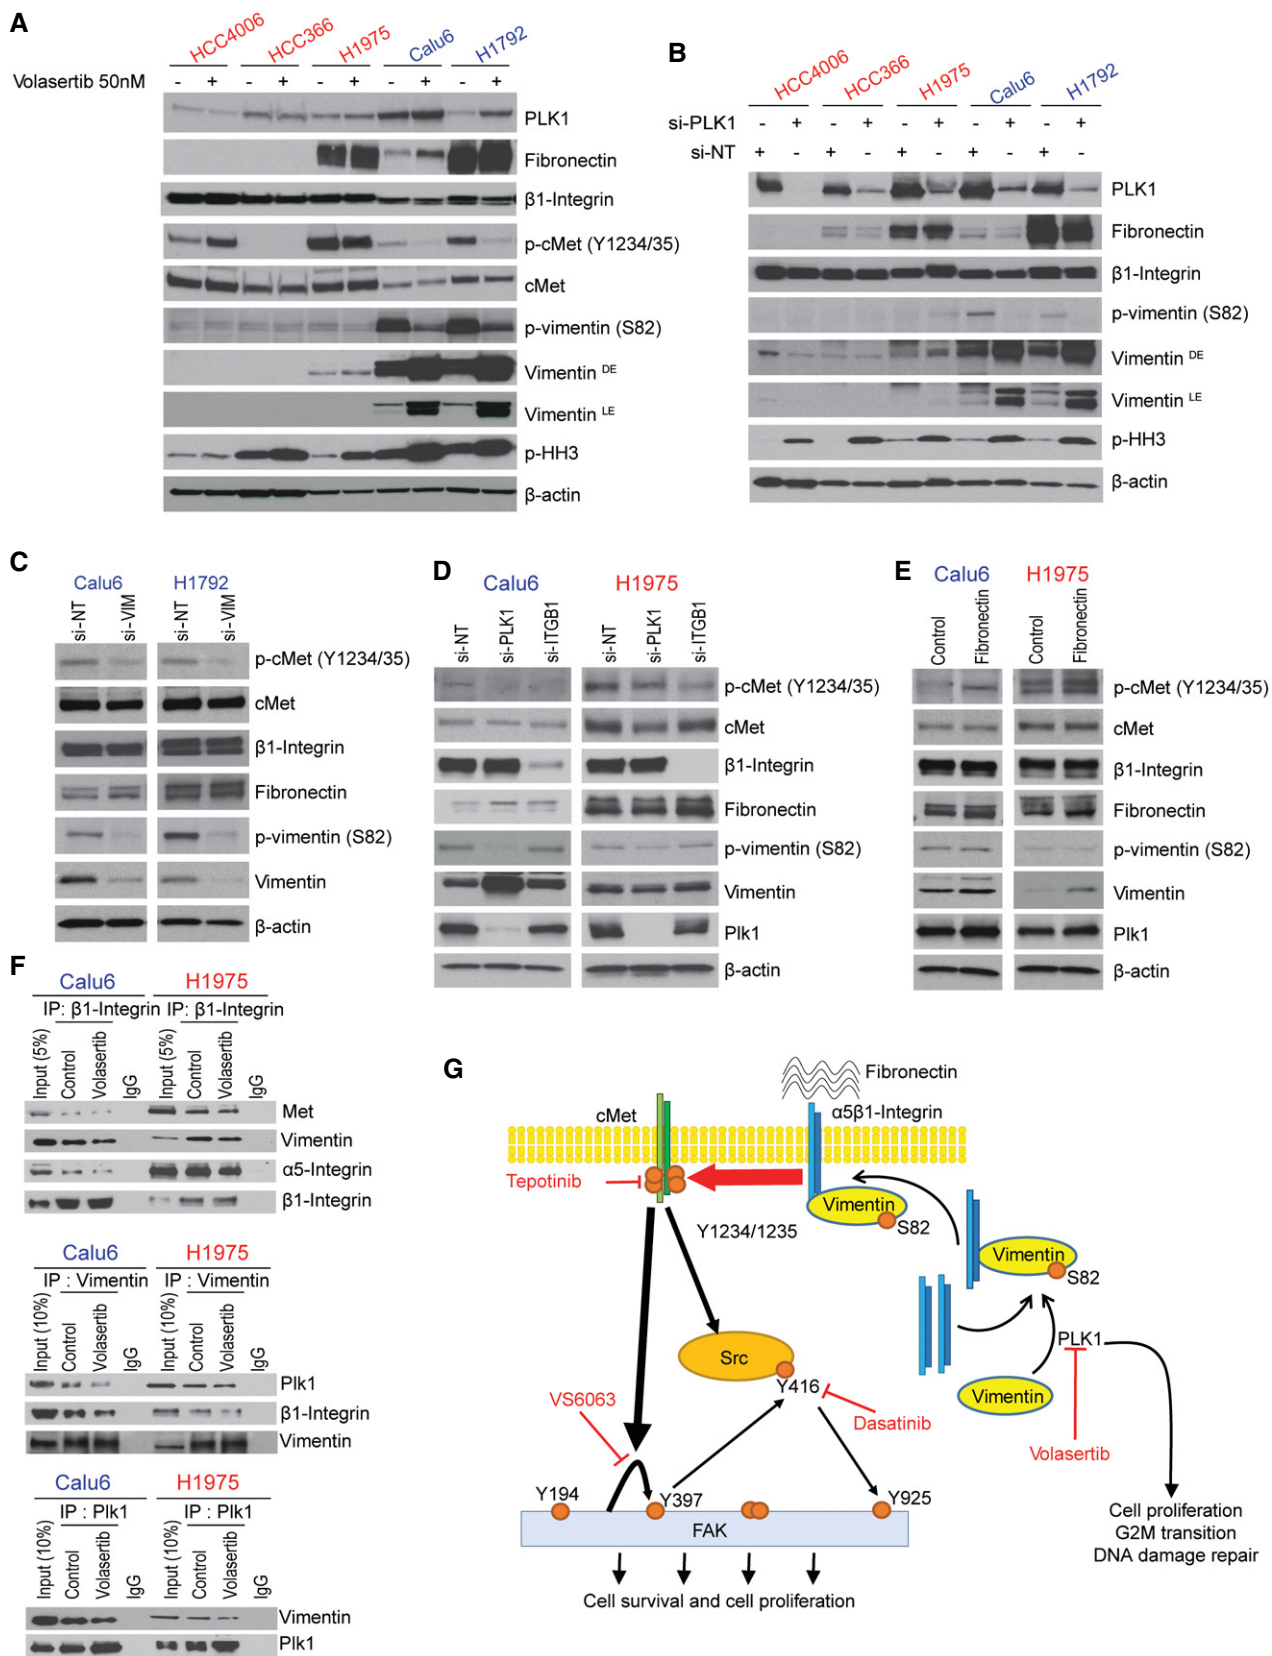 A
HCC4006 HCC366 H1975 Calu6 H1792
Volasertib 50nM - + - + - + - + - +
PLK1
Fibronectin
β1-Integrin
p-cMet (Y1234/35)
cMet
p-vimentin (S82)
Vimentin DE
Vimentin LE
p-HH3
β-actin
B
HCC4006 HCC366 H1975 Calu6 H1792
si-PLK1 - + - + - + - + - +
si-NT + - + - + - + - + -
PLK1
Fibronectin
β1-Integrin
p-vimentin (S82)
Vimentin DE
Vimentin LE
p-HH3
β-actin
C
Calu6 H1792
si-NT si-VIM si-NT si-VIM
p-cMet (Y1234/35)
cMet
β1-Integrin
Fibronectin
p-vimentin (S82)
Vimentin
β-actin
D
Calu6 H1975
si-NT si-PLK1 si-ITGB1 si-NT si-PLK1 si-ITGB1
p-cMet (Y1234/35)
cMet
β1-Integrin
Fibronectin
p-vimentin (S82)
Vimentin
Plk1
β-actin
E
Calu6 H1975
Control Fibronectin Control Fibronectin
p-cMet (Y1234/35)
cMet
β1-Integrin
Fibronectin
p-vimentin (S82)
Vimentin
Plk1
β-actin
F
Calu6 H1975
IP: β1-Integrin IP: β1-Integrin
Input (5%) Control Volasertib IgG Input (5%) Control Volasertib IgG
Met
Vimentin
α5-Integrin
β1-Integrin
Calu6 H1975
IP : Vimentin IP : Vimentin
Input (10%) Control Volasertib IgG Input (10%) Control Volasertib IgG
Plk1
β1-Integrin
Vimentin
Calu6 H1975
IP : Plk1 IP : Plk1
Input (10%) Control Volasertib IgG Input (10%) Control Volasertib IgG
Vimentin
Plk1
G
Fibronectin
cMet
α5β1-Integrin
Tepotinib
Vimentin
S82
Y1234/1235
Vimentin
S82
PLK1
Src
Y416
Vimentin
VS6063
Dasatinib
Volasertib
Y194
Y397
Y925
FAK
Cell proliferation
G2M transition
DNA damage repair
Cell survival and cell proliferation